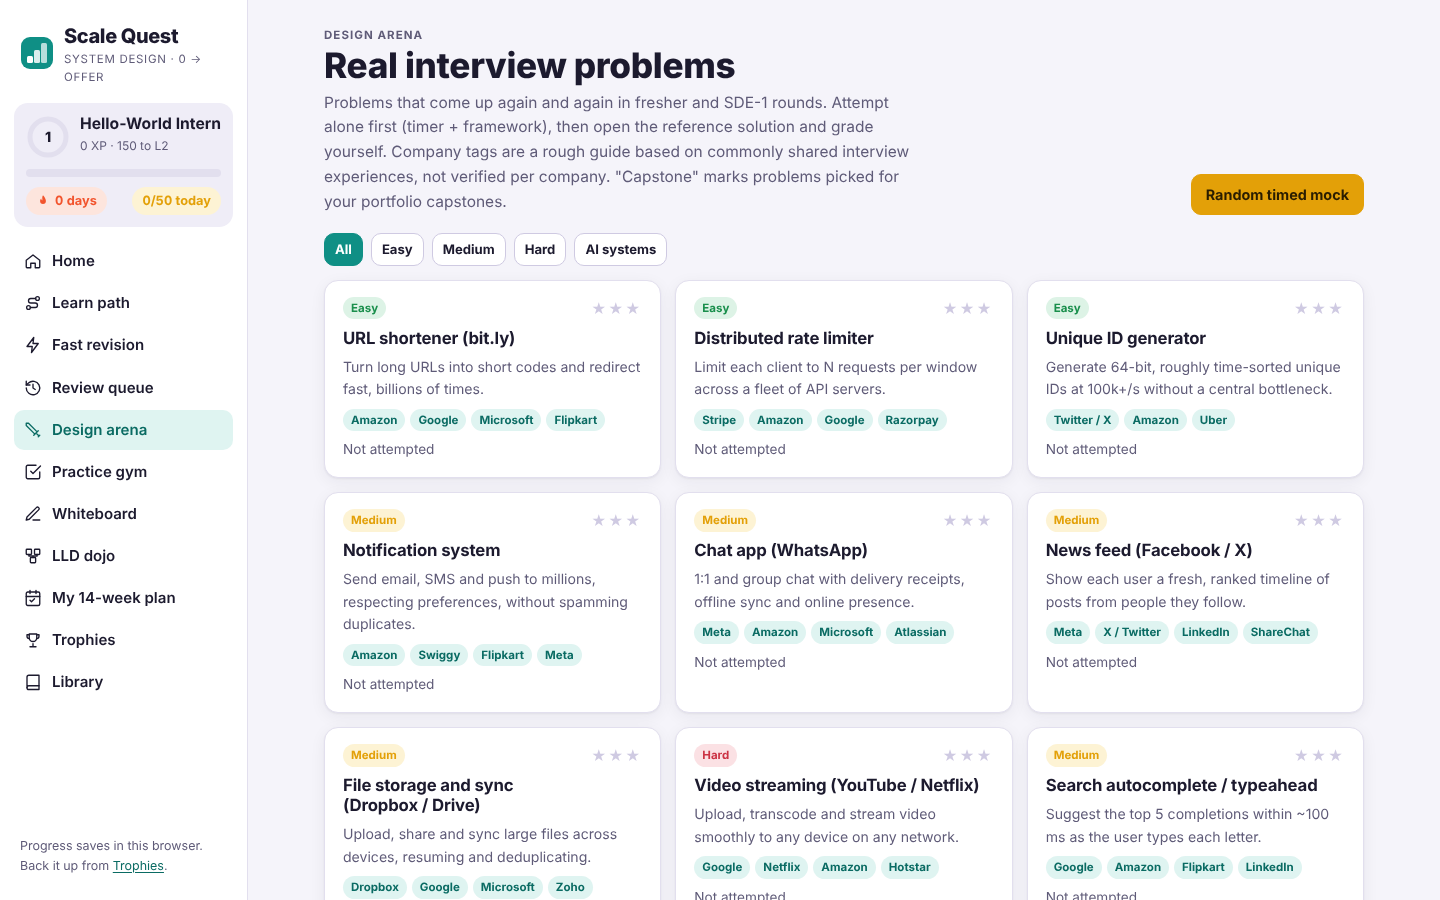 Scale Quest
SYSTEM DESIGN · 0 →
OFFER
1
Hello-World Intern
0 XP · 150 to L2
0 days
0/50 today
Home
Learn path
Fast revision
Review queue
Design arena
Practice gym
Whiteboard
LLD dojo
My 14-week plan
Trophies
Library
Progress saves in this browser.
Back it up from Trophies.
DESIGN ARENA
Real interview problems
Problems that come up again and again in fresher and SDE-1 rounds. Attempt
alone first (timer + framework), then open the reference solution and grade
yourself. Company tags are a rough guide based on commonly shared interview
experiences, not verified per company. "Capstone" marks problems picked for
your portfolio capstones.
Random timed mock
All
Easy
Medium
Hard
AI systems
Easy
★ ★ ★
URL shortener (bit.ly)
Turn long URLs into short codes and redirect
fast, billions of times.
Amazon Google Microsoft Flipkart
Not attempted
Easy
★ ★ ★
Distributed rate limiter
Limit each client to N requests per window
across a fleet of API servers.
Stripe Amazon Google Razorpay
Not attempted
Easy
★ ★ ★
Unique ID generator
Generate 64-bit, roughly time-sorted unique
IDs at 100k+/s without a central bottleneck.
Twitter / X Amazon Uber
Not attempted
Medium
★ ★ ★
Notification system
Send email, SMS and push to millions,
respecting preferences, without spamming
duplicates.
Amazon Swiggy Flipkart Meta
Not attempted
Medium
★ ★ ★
Chat app (WhatsApp)
1:1 and group chat with delivery receipts,
offline sync and online presence.
Meta Amazon Microsoft Atlassian
Not attempted
Medium
★ ★ ★
News feed (Facebook / X)
Show each user a fresh, ranked timeline of
posts from people they follow.
Meta X / Twitter LinkedIn ShareChat
Not attempted
Medium
★ ★ ★
File storage and sync
(Dropbox / Drive)
Upload, share and sync large files across
devices, resuming and deduplicating.
Dropbox Google Microsoft Zoho
Hard
★ ★ ★
Video streaming (YouTube / Netflix)
Upload, transcode and stream video
smoothly to any device on any network.
Google Netflix Amazon Hotstar
Not attempted
Medium
★ ★ ★
Search autocomplete / typeahead
Suggest the top 5 completions within ~100
ms as the user types each letter.
Google Amazon Flipkart LinkedIn
Not attempted